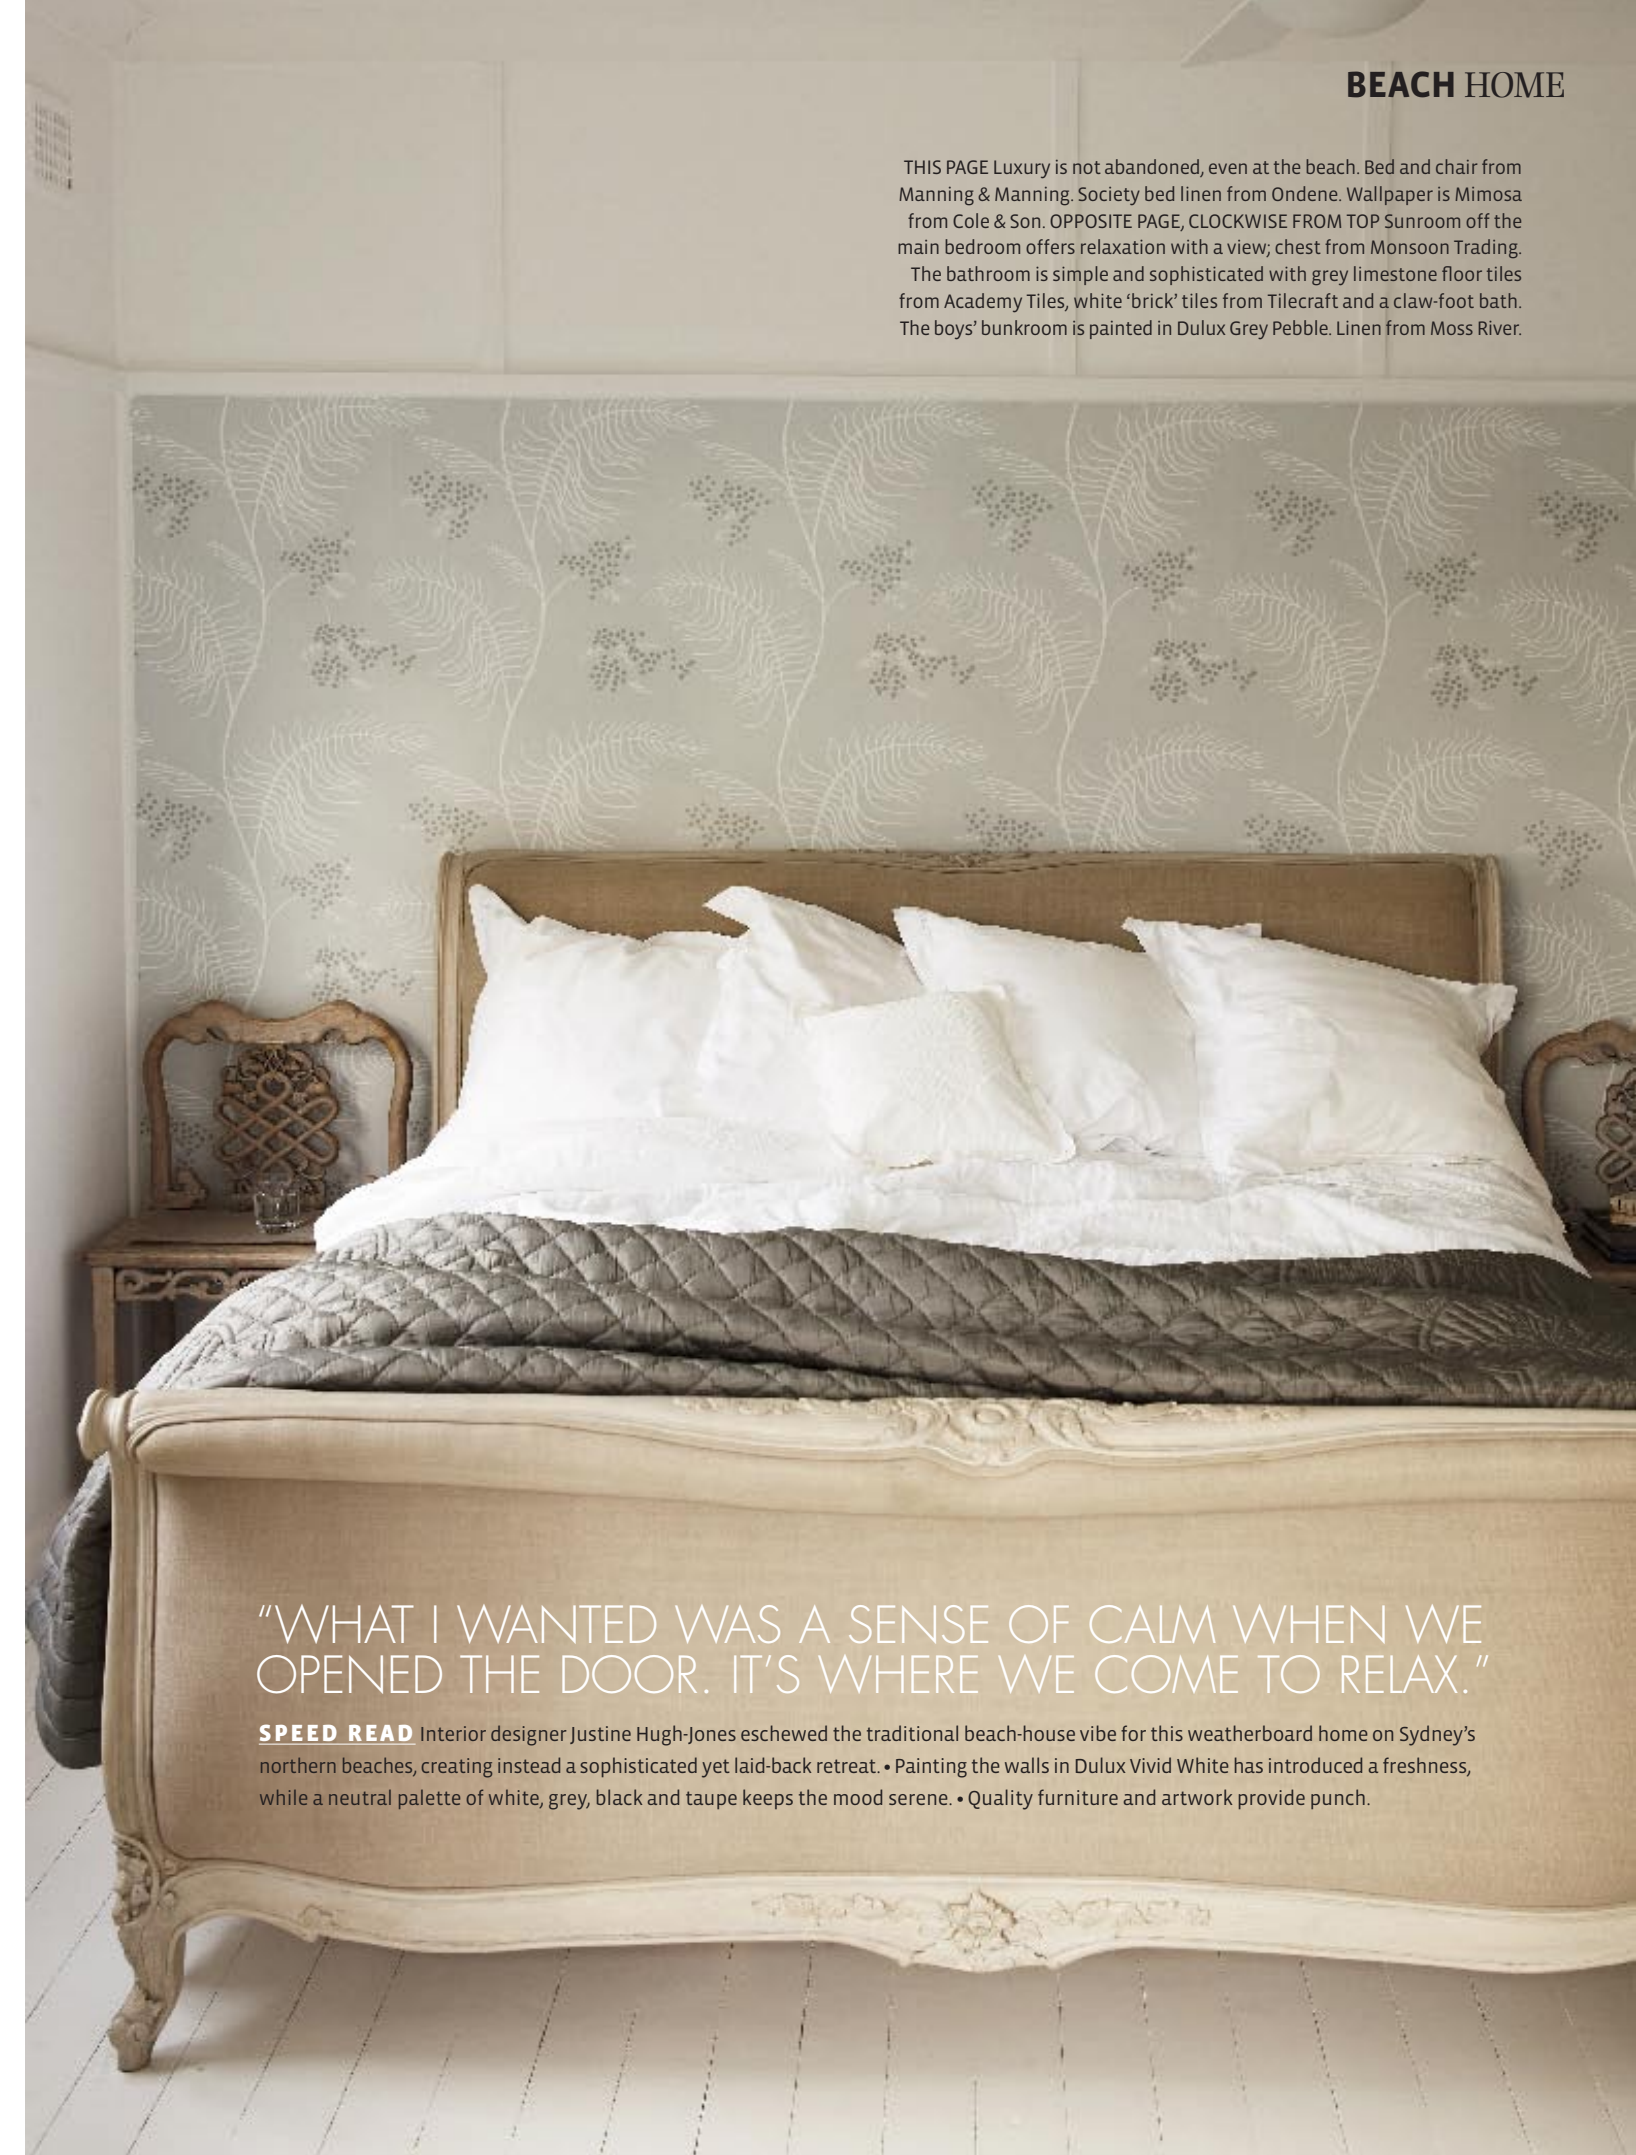 BEACH HOME
THIS PAGE Luxury is not abandoned, even at the beach. Bed and chair from
Manning & Manning. Society bed linen from Ondene. Wallpaper is Mimosa
from Cole & Son. OPPOSITE PAGE, CLOCKWISE FROM TOP Sunroom off the
main bedroom offers relaxation with a view; chest from Monsoon Trading.
The bathroom is simple and sophisticated with grey limestone floor tiles
from Academy Tiles, white ‘brick’ tiles from Tilecraft and a claw-foot bath.
The boys’ bunkroom is painted in Dulux Grey Pebble. Linen from Moss River.
“WHAT I WANTED WAS A SENSE OF CALM WHEN WE
OPENED THE DOOR. IT’S WHERE WE COME TO RELAX.”
SPEED READ Interior designer Justine Hugh-Jones eschewed the traditional beach-house vibe for this weatherboard home on Sydney’s
northern beaches, creating instead a sophisticated yet laid-back retreat. • Painting the walls in Dulux Vivid White has introduced a freshness,
while a neutral palette of white, grey, black and taupe keeps the mood serene. • Quality furniture and artwork provide punch.